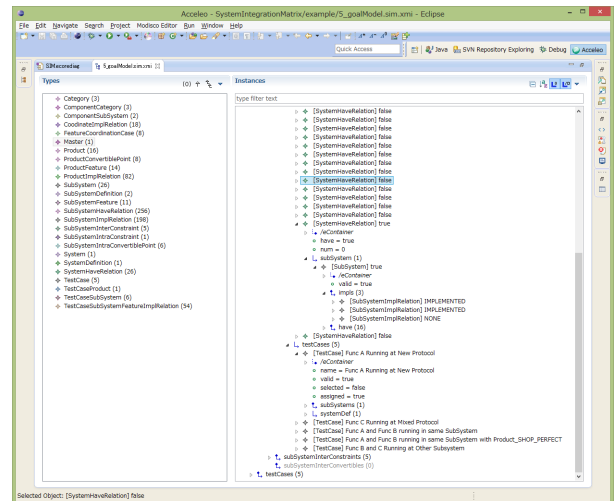 Acceleo - SystemIntegrationMatrix/example/5_goalModel.sim.xmi - Eclipse
File Edit Navigate Search Project Modisco Editor Run Window Help
Quick Access
Java SVN Repository Exploring Debug Acceleo
SIM.ecorediag 5_goalModel.sim.xmi
Types
(0)
Instances
type filter text
Category (3)
ComponentCategory (3)
ComponentSubSystem (2)
CoodinateImplRelation (18)
FeatureCoordinationCase (8)
Master (1)
Product (16)
ProductConvertiblePoint (8)
ProductFeature (14)
ProductImplRelation (82)
SubSystem (26)
SubSystemDefinition (2)
SubSystemFeature (11)
SubSystemHaveRelation (256)
SubSystemImplRelation (198)
SubSystemInterConstraint (5)
SubSystemIntraConstraint (1)
SubSystemIntraConvertiblePoint (6)
System (1)
SystemDefinition (1)
SystemHaveRelation (26)
TestCase (5)
TestCaseProduct (1)
TestCaseSubSystem (6)
TestCaseSubSystemFeatureImplRelation (54)
[SystemHaveRelation] false
[SystemHaveRelation] false
[SystemHaveRelation] false
[SystemHaveRelation] false
[SystemHaveRelation] false
[SystemHaveRelation] false
[SystemHaveRelation] false
[SystemHaveRelation] false
[SystemHaveRelation] false
[SystemHaveRelation] false
[SystemHaveRelation] false
[SystemHaveRelation] false
[SystemHaveRelation] false
[SystemHaveRelation] true
/eContainer
have = true
num = 0
subSystem (1)
[SubSystem] true
/eContainer
valid = true
impls (3)
[SubSystemImplRelation] IMPLEMENTED
[SubSystemImplRelation] IMPLEMENTED
[SubSystemImplRelation] NONE
have (16)
[SystemHaveRelation] false
testCases (5)
[TestCase] Func A Running at New Protocol
/eContainer
name = Func A Running at New Protocol
valid = true
selected = false
assigned = true
subSystems (1)
systemDef (1)
[TestCase] Func C Running at Mixed Protocol
[TestCase] Func A and Func B running in same SubSystem
[TestCase] Func A and Func B running in same SubSystem with Product_SHOP_PERFECT
[TestCase] Func B and C Running at Other Subsystem
subSystemInterConstraints (5)
subSystemInterConvertibles (0)
testCases (5)
Selected Object: [SystemHaveRelation] false